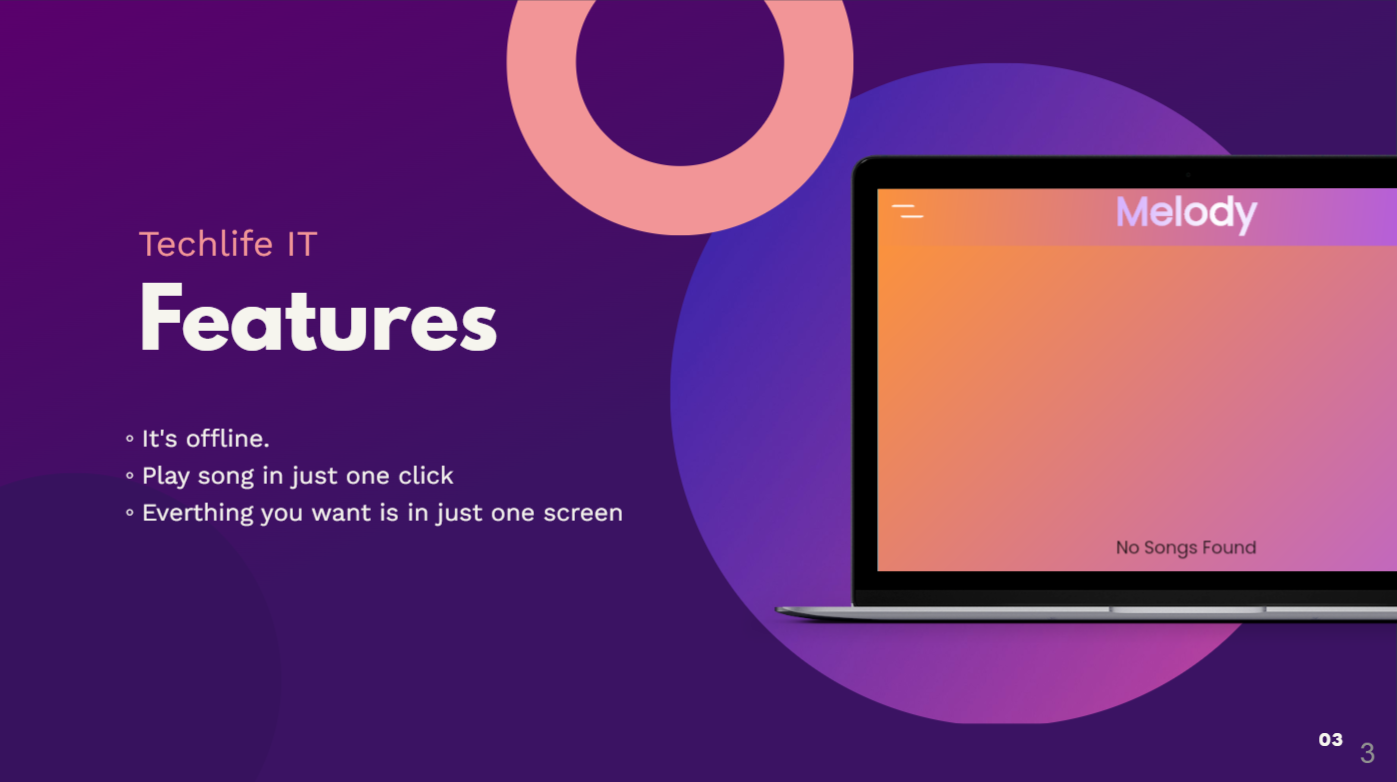 Techlife IT
Features
◦ It's offline.
◦ Play song in just one click
◦ Everthing you want is in just one screen
Melody
No Songs Found
03
3